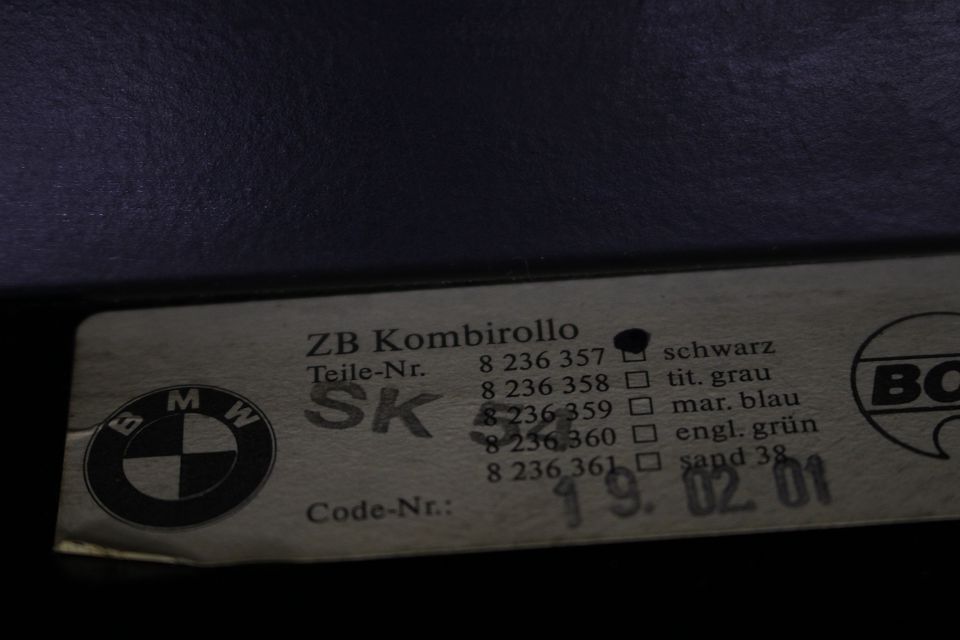 ZB Kombirollo
Teile-Nr. 8 236 357 schwarz
8 236 358 tit. grau
8 236 359 mar. blau
8 236 360 engl. grün
8 236 361 sand 38
SK 54
Code-Nr.:
19. 02. 01
BMW
BO